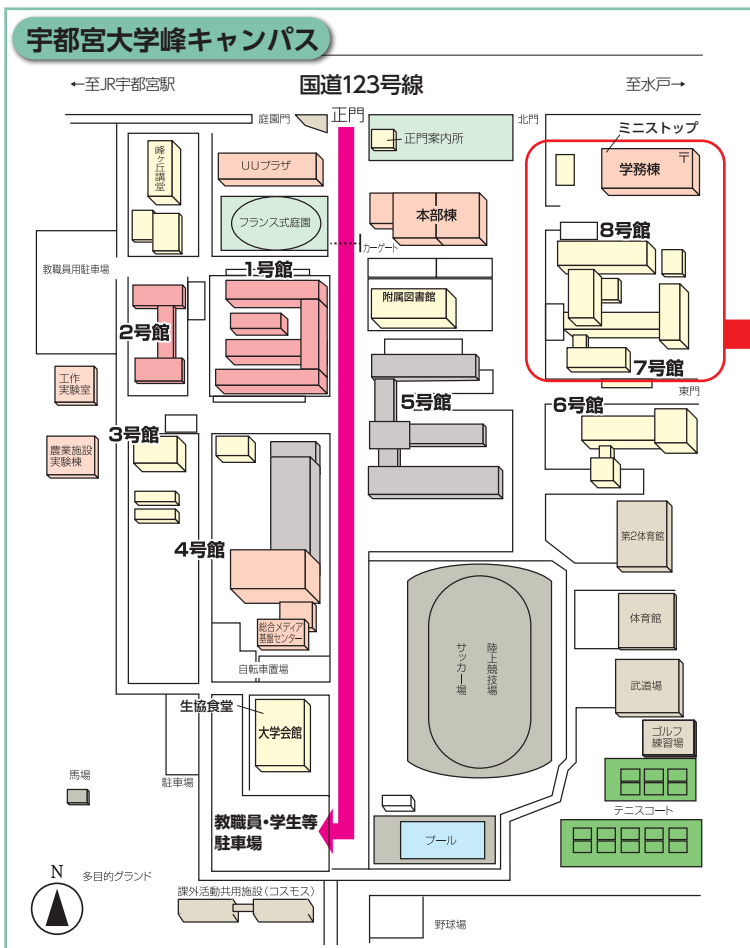 宇都宮大学峰キャンパス
←至JR宇都宮駅
国道123号線
至水戸→
庭園門
正門
北門
ミニストップ
正門案内所
峰ヶ丘講堂
UUプラザ
学務棟
〒
フランス式庭園
本部棟
8号館
カーゲート
教職員用駐車場
1号館
附属図書館
2号館
7号館
東門
工作
実験室
5号館
6号館
3号館
農業施設
実験棟
第2体育館
4号館
総合メディア
基盤センター
陸上競技場
サッカー場
体育館
自転車置場
武道場
生協食堂
大学会館
ゴルフ
練習場
馬場
駐車場
テニスコート
教職員・学生等
駐車場
プール
N
多目的グランド
課外活動共用施設(コスモス)
野球場